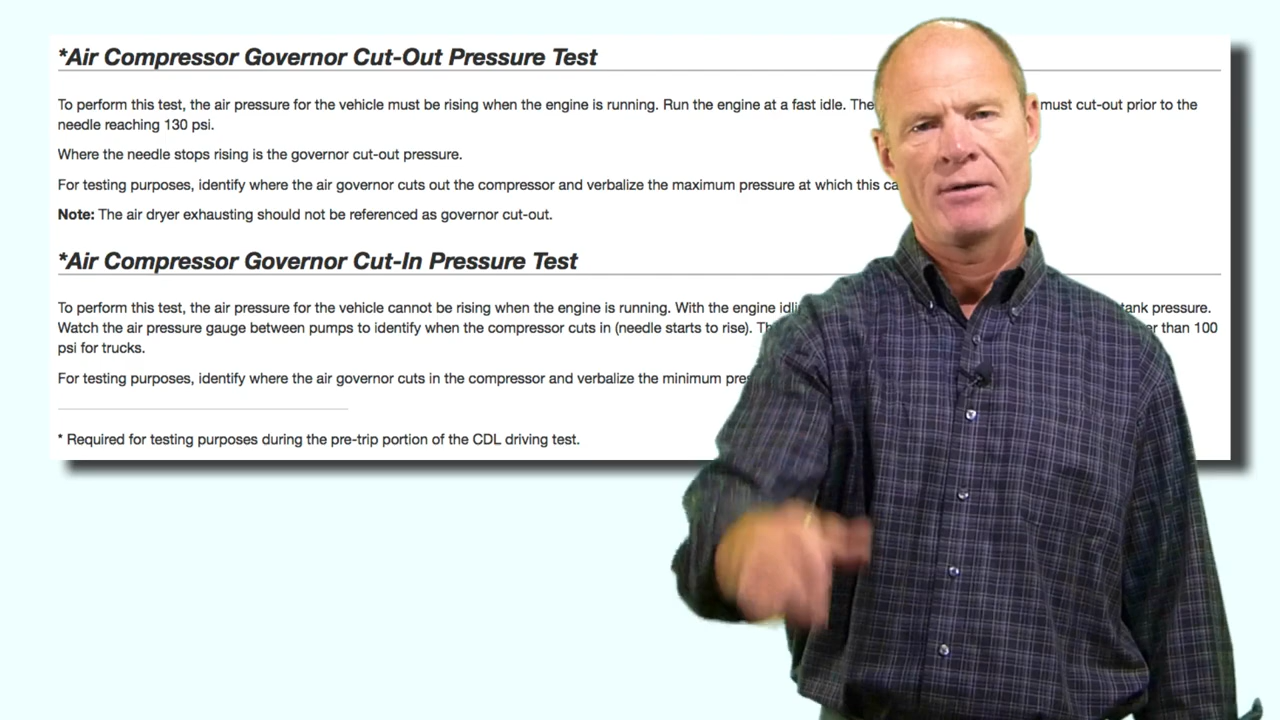 *Air Compressor Governor Cut-Out Pressure Test
To perform this test, the air pressure for the vehicle must be rising when the engine is running. Run the engine at a fast idle. The must cut-out prior to the
needle reaching 130 psi.
Where the needle stops rising is the governor cut-out pressure.
For testing purposes, identify where the air governor cuts out the compressor and verbalize the maximum pressure at which this
Note: The air dryer exhausting should not be referenced as governor cut-out.
*Air Compressor Governor Cut-In Pressure Test
To perform this test, the air pressure for the vehicle cannot be rising when the engine is running. With the engine tank pressure.
Watch the air pressure gauge between pumps to identify when the compressor cuts in (needle starts to rise). than 100
psi for trucks.
For testing purposes, identify where the air governor cuts in the compressor and verbalize the minimum
* Required for testing purposes during the pre-trip portion of the CDL driving test.